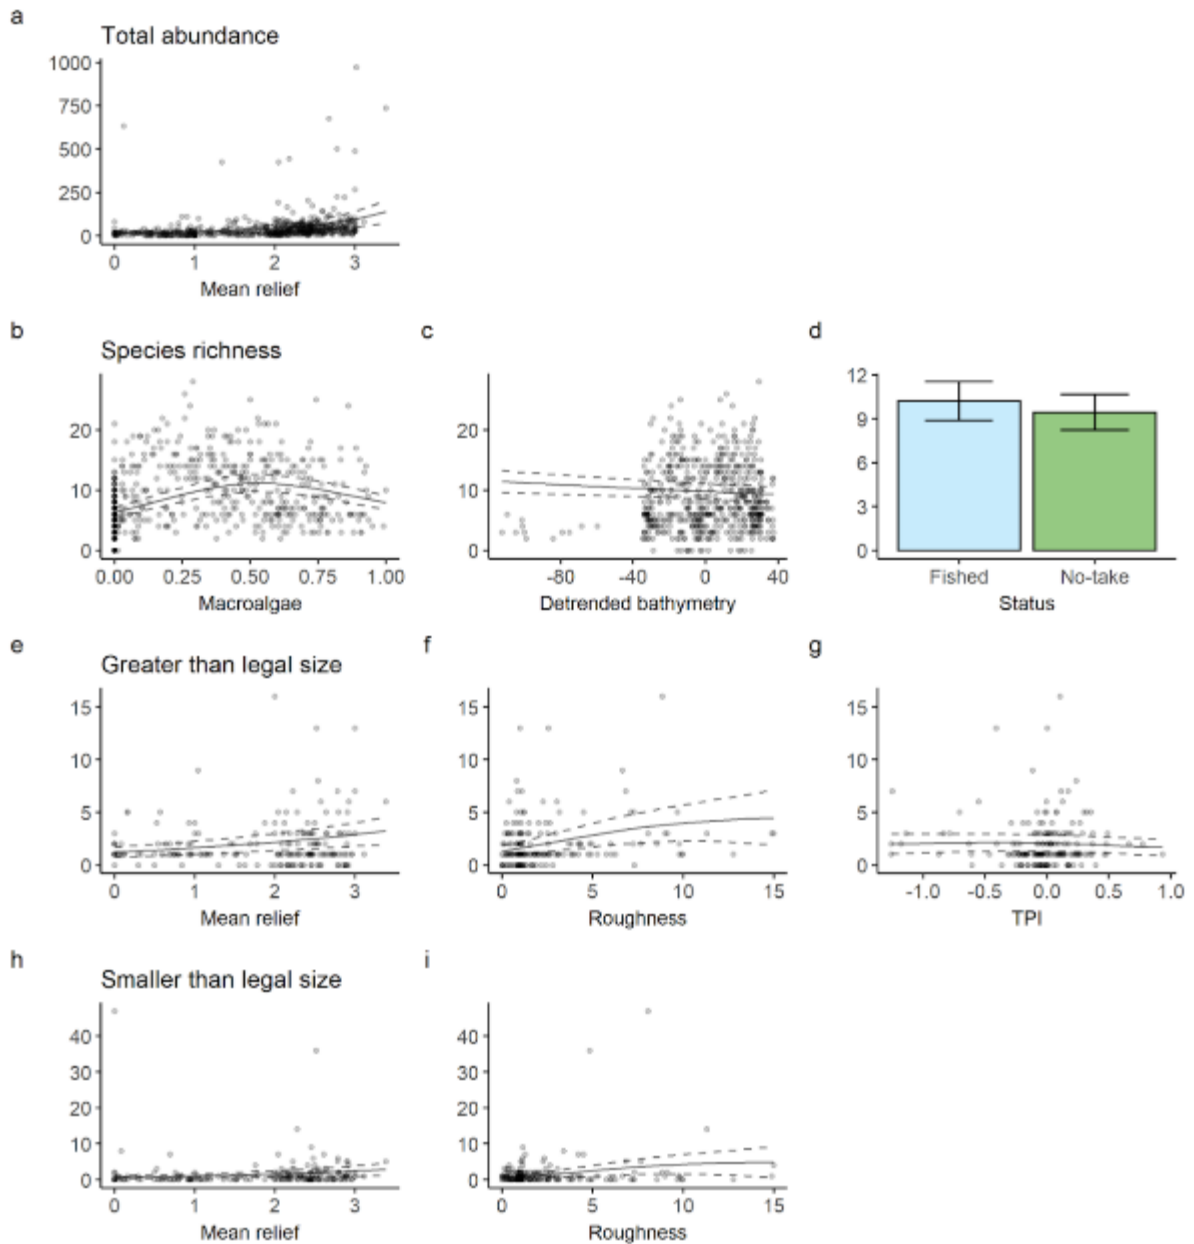 a
Total abundance
1000
750
500
250
0
0 1 2 3
Mean relief
b c d
Species richness
20
10
0
0.00 0.25 0.50 0.75 1.00
Macroalgae
20
10
0
-80 -40 0 40
Detrended bathymetry
12
9
6
3
0
Fished No-take
Status
e f g
Greater than legal size
15
10
5
0
0 1 2 3
Mean relief
15
10
5
0
0 5 10 15
Roughness
15
10
5
0
-1.0 -0.5 0.0 0.5 1.0
TPI
h i
Smaller than legal size
40
30
20
10
0
0 1 2 3
Mean relief
40
30
20
10
0
0 5 10 15
Roughness